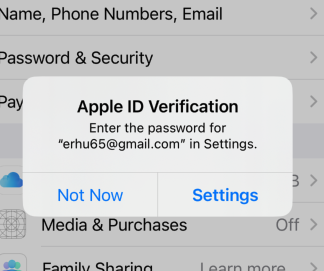 Name, Phone Numbers, Email
Password & Security
Pay
Apple ID Verification
Enter the password for
“erhu65@gmail.com” in Settings.
Not Now
Settings
Media & Purchases
Off
Family Sharing
Learn more